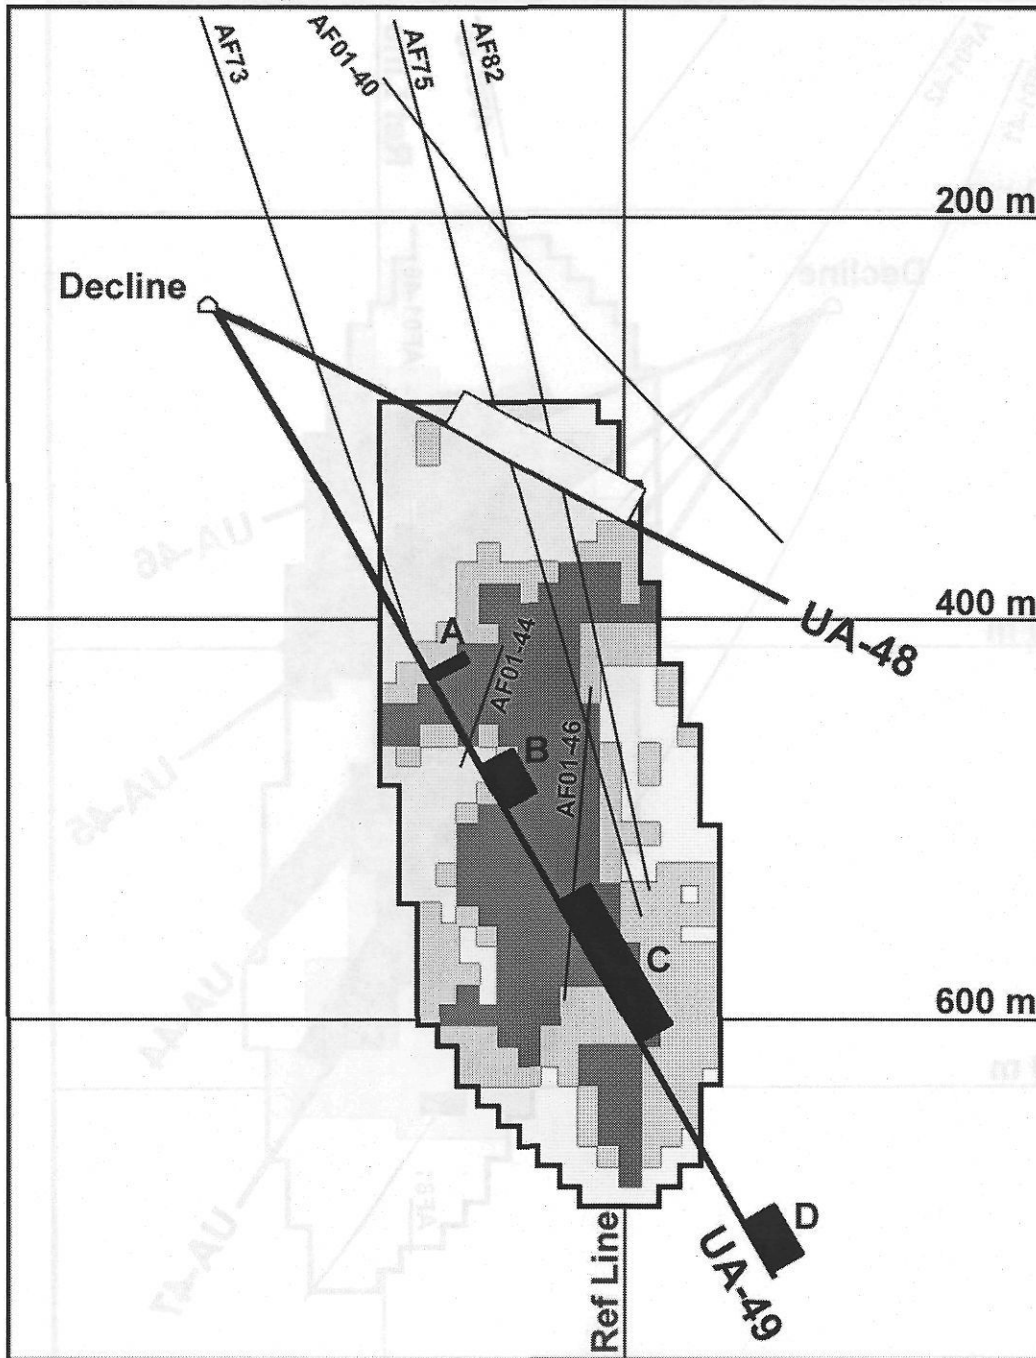 AF73
AF01-40
AF75
AF82
200 m
Decline
400 m
UA-48
A
AF01-44
B
AF01-46
C
600 m
D
Ref Line
UA-49